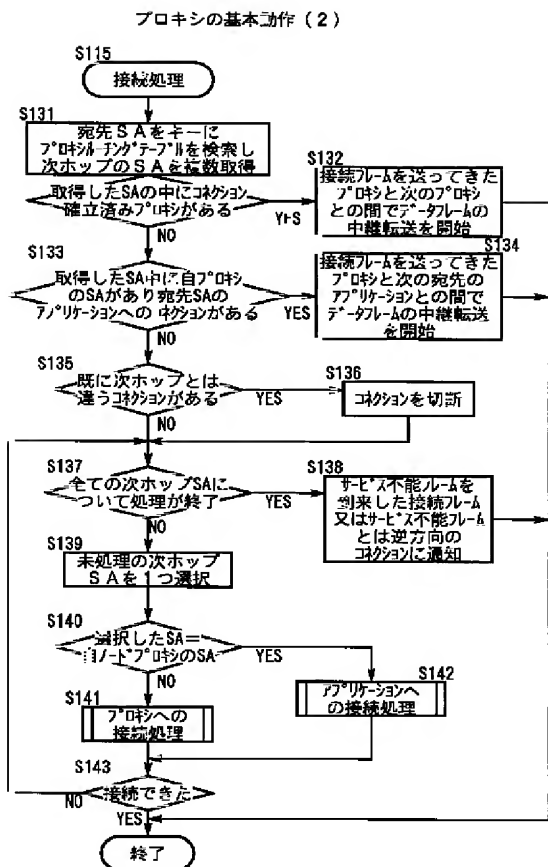 プロキシの基本動作(2)
S115
接続処理
S131
宛先SAをキーに
プロキシルーチングテーブルを検索し
次ホップのSAを複数取得
取得したSAの中にコネクション
確立済みプロキシがある
YES
NO
S132
接続フレームを送ってきた
プロキシと次のプロキシ
との間でデータフレームの
中継転送を開始
S133
取得したSA中に自プロキシ
のSAがあり宛先SAの
アプリケーションへの ネクションがある
YES
NO
S134
接続フレームを送ってきた
プロキシと次の宛先の
アプリケーションとの間で
データフレームの中継転送
を開始
S135
既に次ホップとは
違うコネクションがある
YES
NO
S136
コネクションを切断
S137
全ての次ホップSAに
ついて処理が終了
YES
NO
S138
サービス不能フレームを
到来した接続フレーム
又はサービス不能フレーム
とは逆方向の
コネクションに通知
S139
未処理の次ホップ
SAを1つ選択
S140
選択したSA=
自ノードプロキシのSA
YES
NO
S141
プロキシへの
接続処理
S142
アプリケーションへ
の接続処理
S143
接続できた
NO
YES
終了